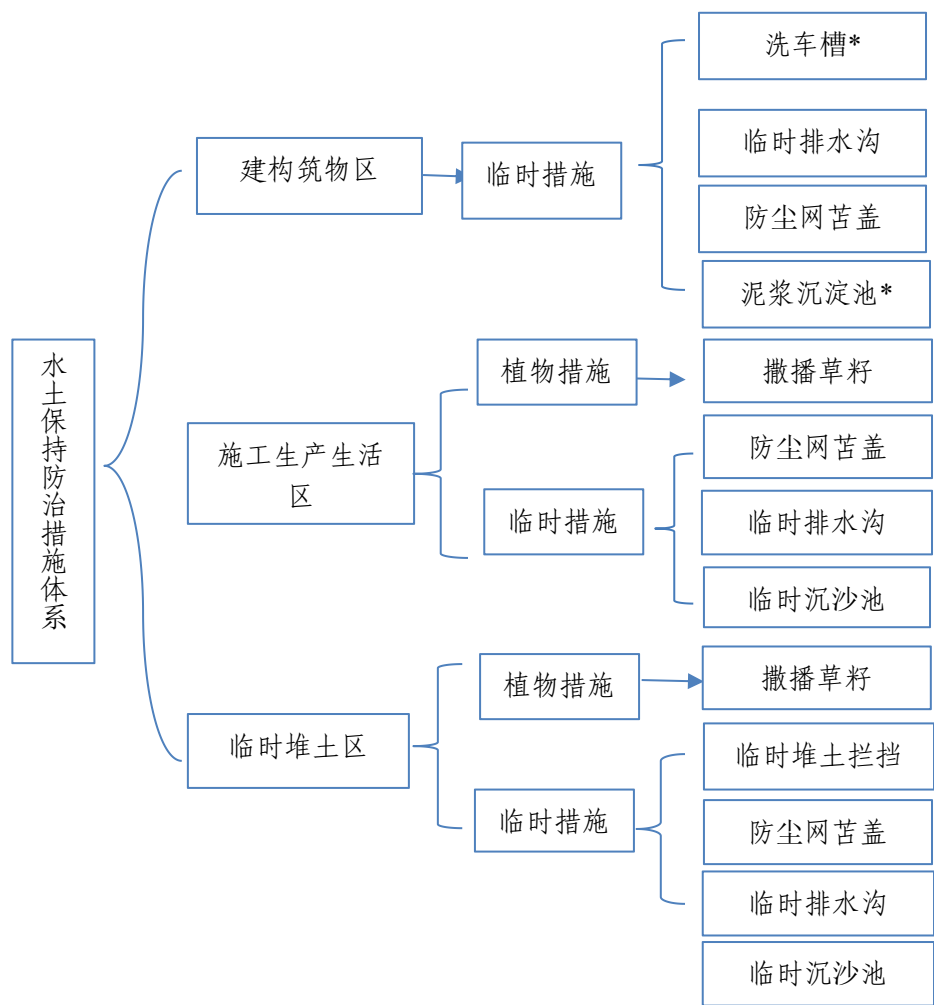 水土保持防治措施体系
建构筑物区
临时措施
洗车槽*
临时排水沟
防尘网苫盖
泥浆沉淀池*
施工生产生活
区
植物措施
撒播草籽
临时措施
防尘网苫盖
临时排水沟
临时沉沙池
临时堆土区
植物措施
撒播草籽
临时措施
临时堆土拦挡
防尘网苫盖
临时排水沟
临时沉沙池